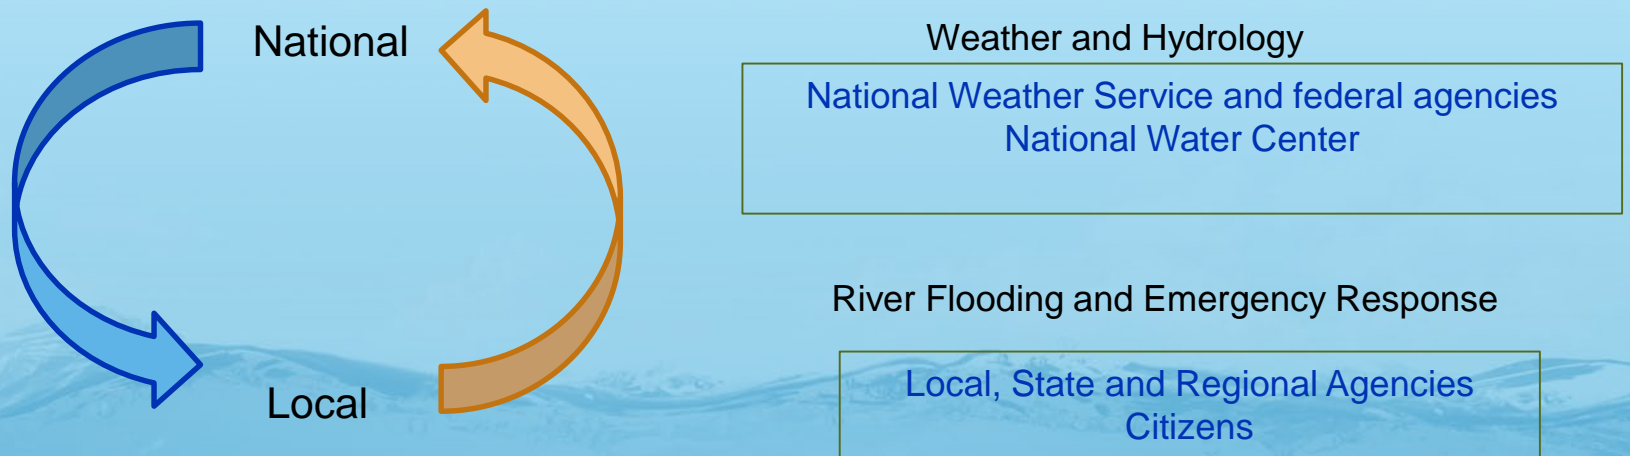 National
Local
Weather and Hydrology
National Weather Service and federal agencies
National Water Center
River Flooding and Emergency Response
Local, State and Regional Agencies
Citizens